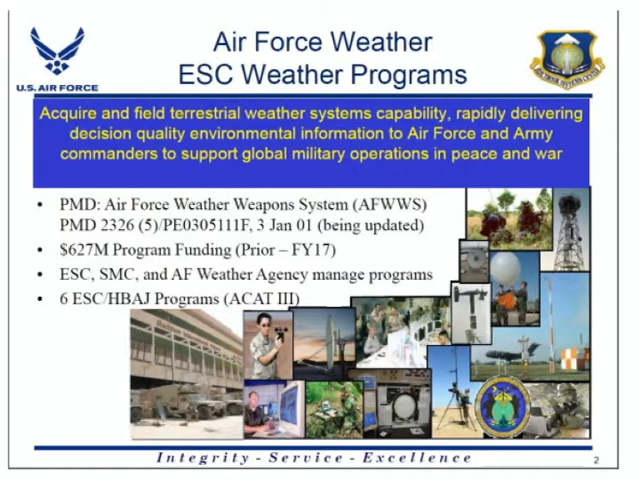 Air Force Weather
ESC Weather Programs
U.S. AIR FORCE
Acquire and field terrestrial weather systems capability, rapidly delivering
decision quality environmental information to Air Force and Army
commanders to support global military operations in peace and war
• PMD: Air Force Weather Weapons System (AFWWS)
PMD 2326 (5)/PE0305111F, 3 Jan 01 (being updated)
• $627M Program Funding (Prior – FY17)
• ESC, SMC, and AF Weather Agency manage programs
• 6 ESC/HBAJ Programs (ACAT III)
Integrity - Service - Excellence
2